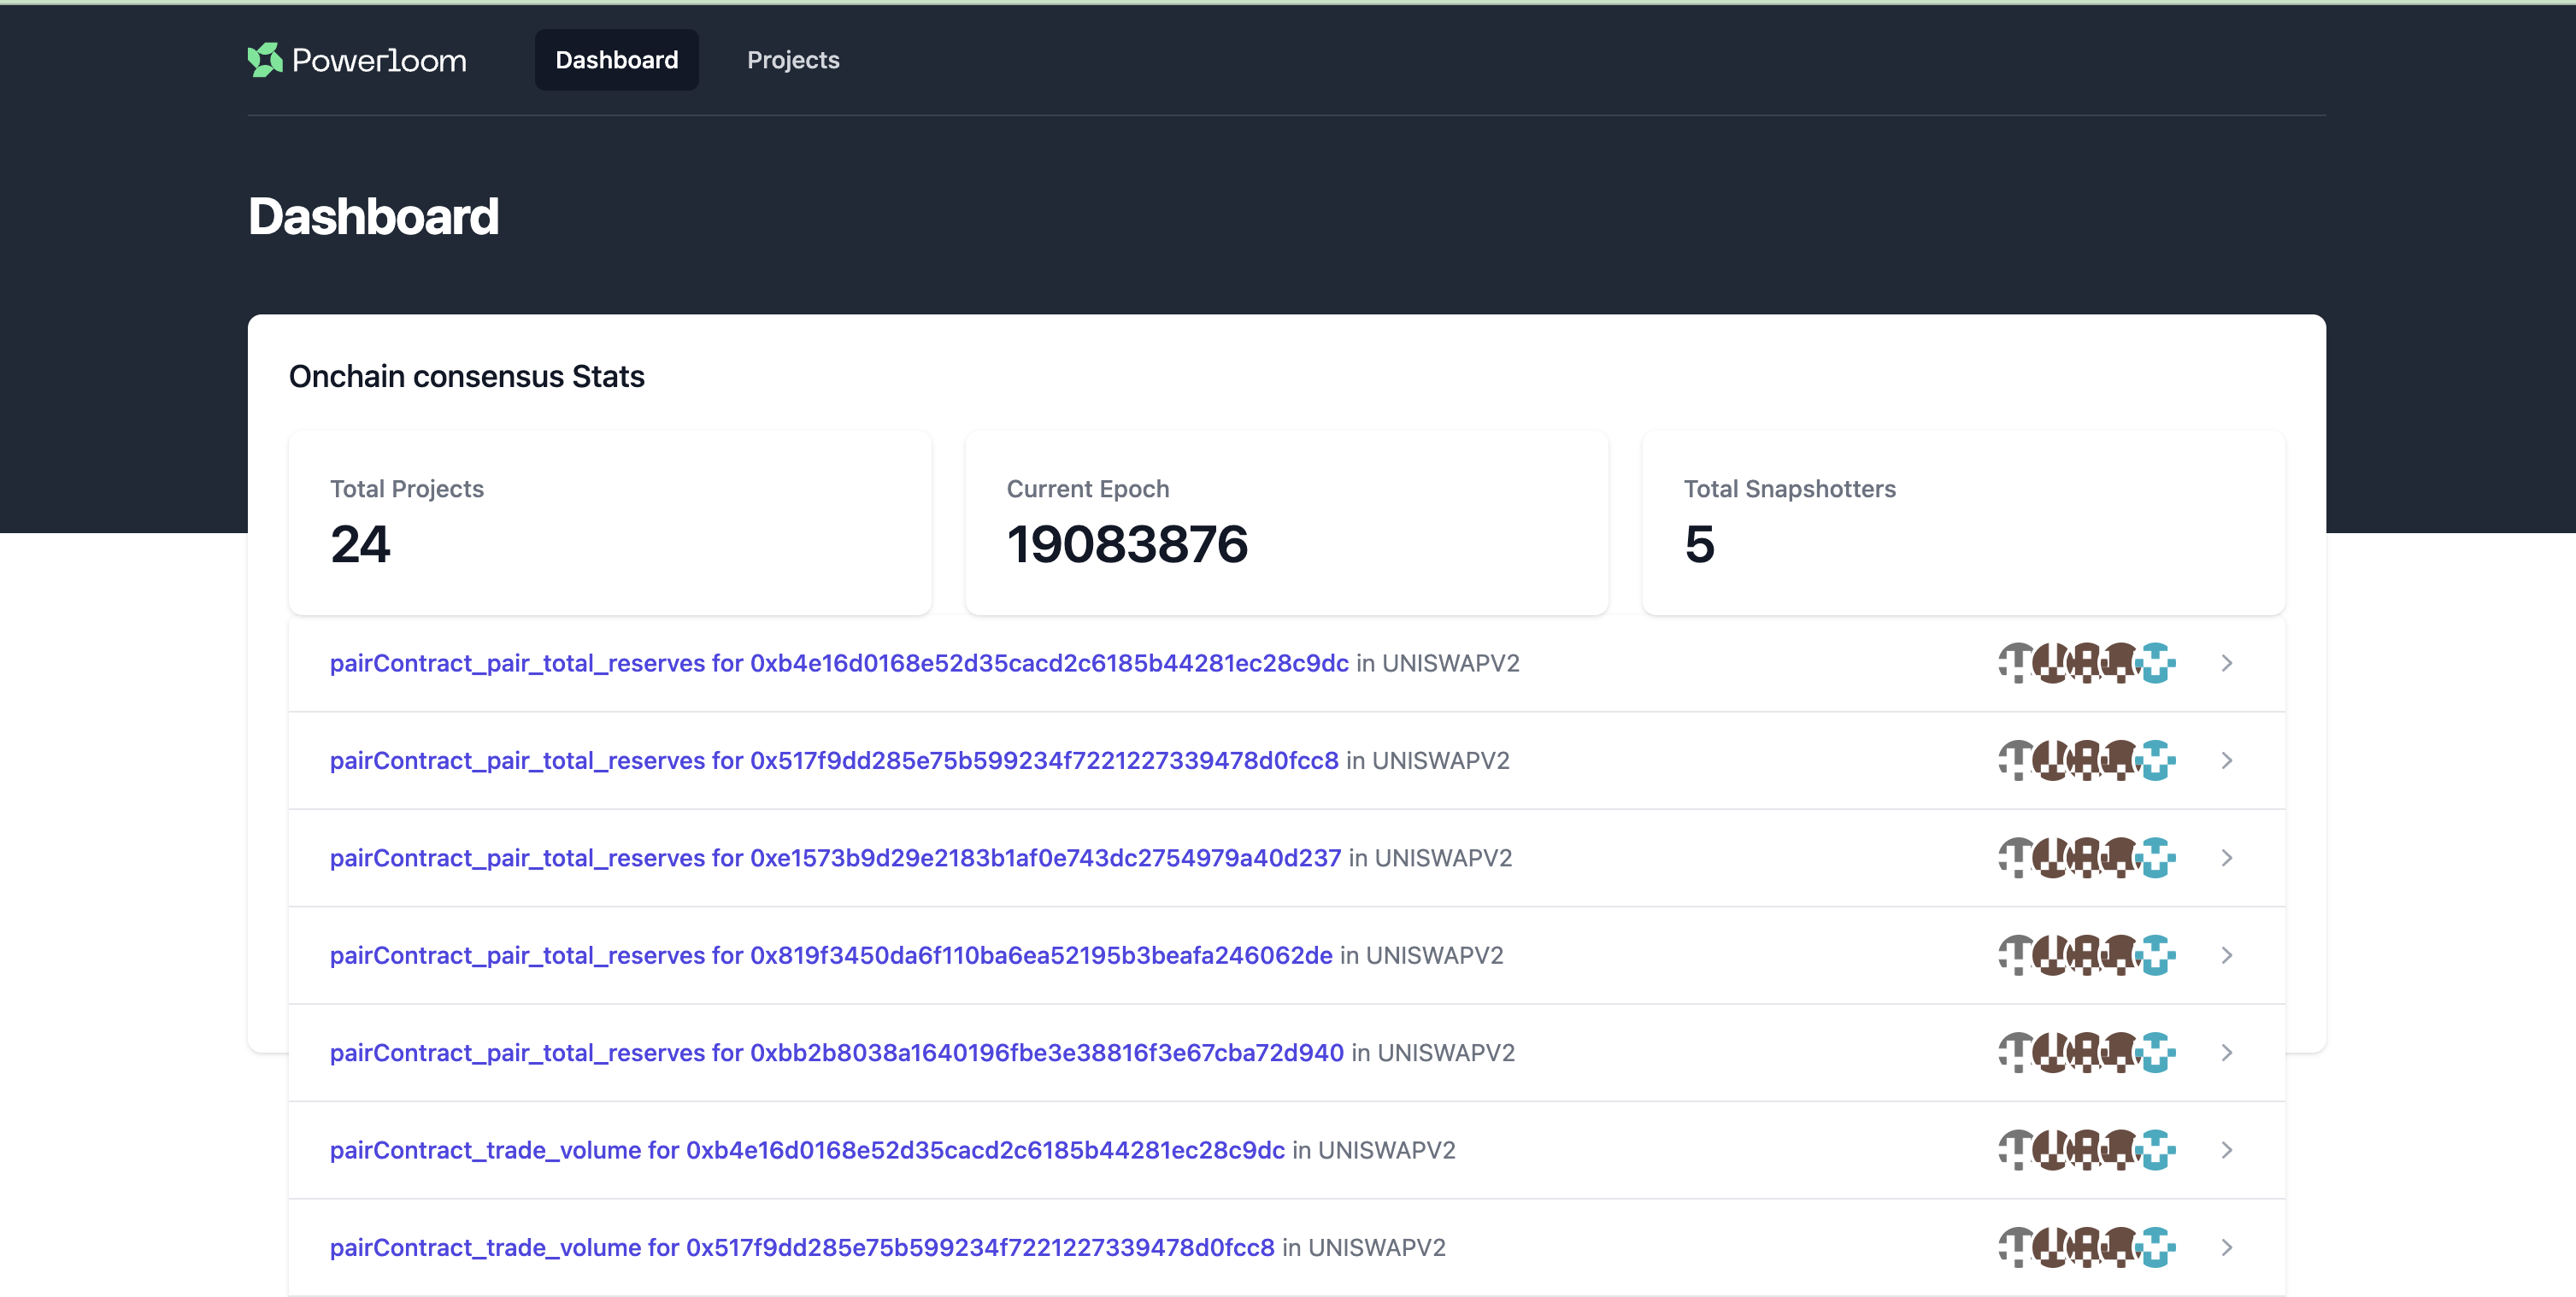 Powerloom
Dashboard
Projects
Dashboard
Onchain consensus Stats
Total Projects
24
Current Epoch
19083876
Total Snapshotters
5
pairContract_pair_total_reserves for 0xb4e16d0168e52d35cacd2c6185b44281ec28c9dc in UNISWAPV2
pairContract_pair_total_reserves for 0x517f9dd285e75b599234f7221227339478d0fcc8 in UNISWAPV2
pairContract_pair_total_reserves for 0xe1573b9d29e2183b1af0e743dc2754979a40d237 in UNISWAPV2
pairContract_pair_total_reserves for 0x819f3450da6f110ba6ea52195b3beafa246062de in UNISWAPV2
pairContract_pair_total_reserves for 0xbb2b8038a1640196fbe3e38816f3e67cba72d940 in UNISWAPV2
pairContract_trade_volume for 0xb4e16d0168e52d35cacd2c6185b44281ec28c9dc in UNISWAPV2
pairContract_trade_volume for 0x517f9dd285e75b599234f7221227339478d0fcc8 in UNISWAPV2